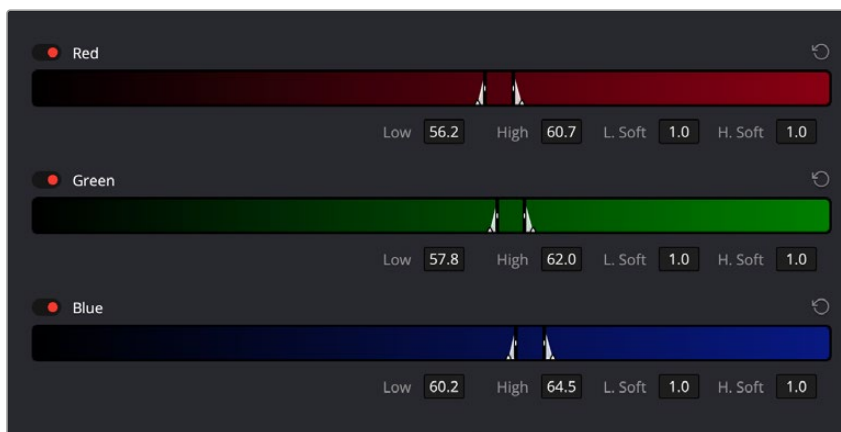 Red
Low 56.2 High 60.7 L. Soft 1.0 H. Soft 1.0
Green
Low 57.8 High 62.0 L. Soft 1.0 H. Soft 1.0
Blue
Low 60.2 High 64.5 L. Soft 1.0 H. Soft 1.0